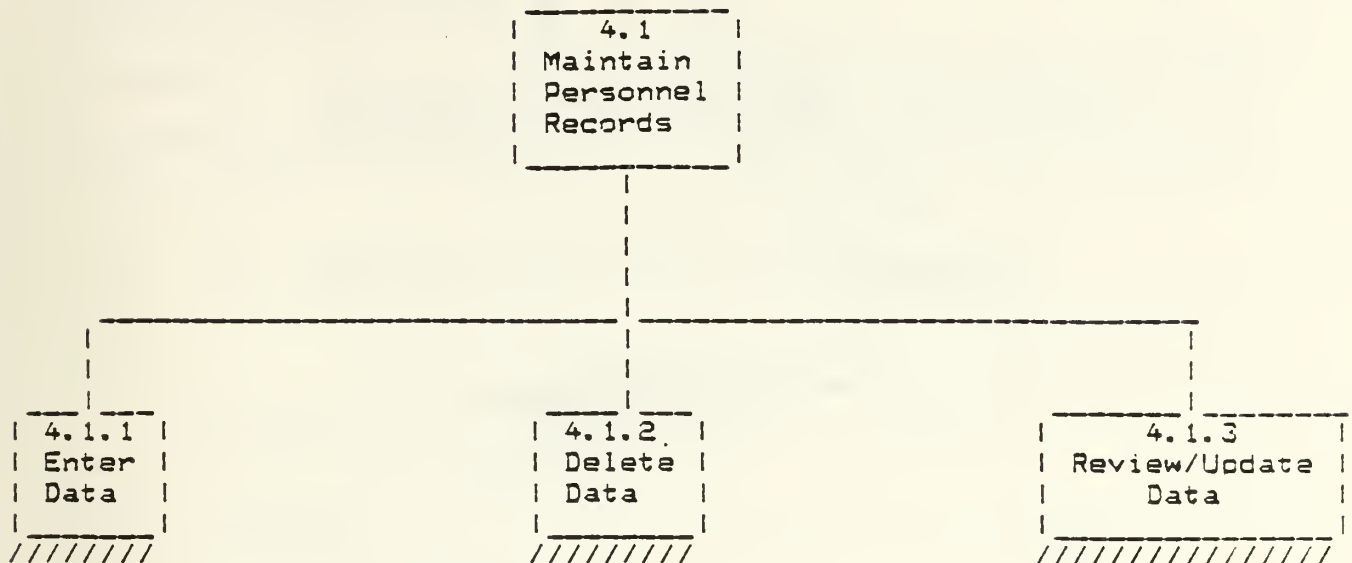 4.1
Maintain
Personnel
Records
4.1.1
Enter
Data
4.1.2
Delete
Data
4.1.3
Review/Update
Data